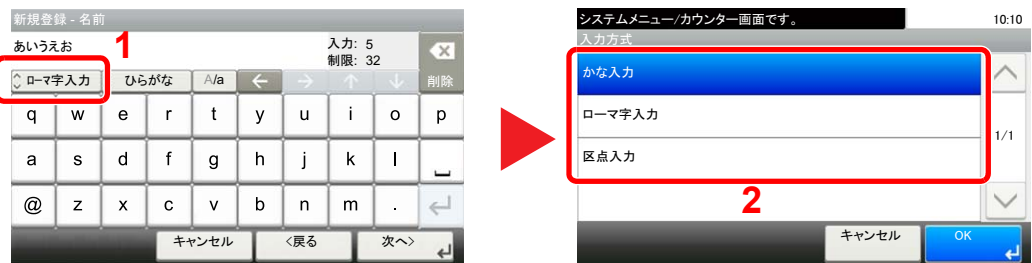 新規登録 - 名前
あいうえお
1
入力: 5
制限: 32
ローマ字入力 ひらがな A/a ← → ↑ ↓ 削除
q w e r t y u i o p
a s d f g h j k l
@ z x c v b n m .
キャンセル <戻る 次へ>
システムメニュー/カウンター画面です。 10:10
入力方式
かな入力
ローマ字入力
1/1
区点入力
2
キャンセル OK